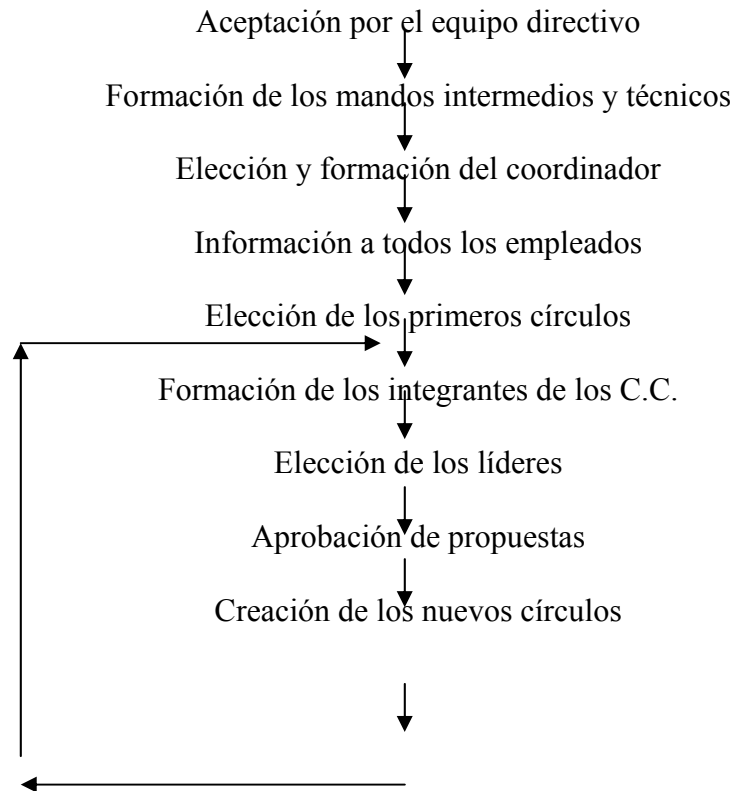 Aceptación por el equipo directivo
Formación de los mandos intermedios y técnicos
Elección y formación del coordinador
Información a todos los empleados
Elección de los primeros círculos
Formación de los integrantes de los C.C.
Elección de los líderes
Aprobación de propuestas
Creación de los nuevos círculos